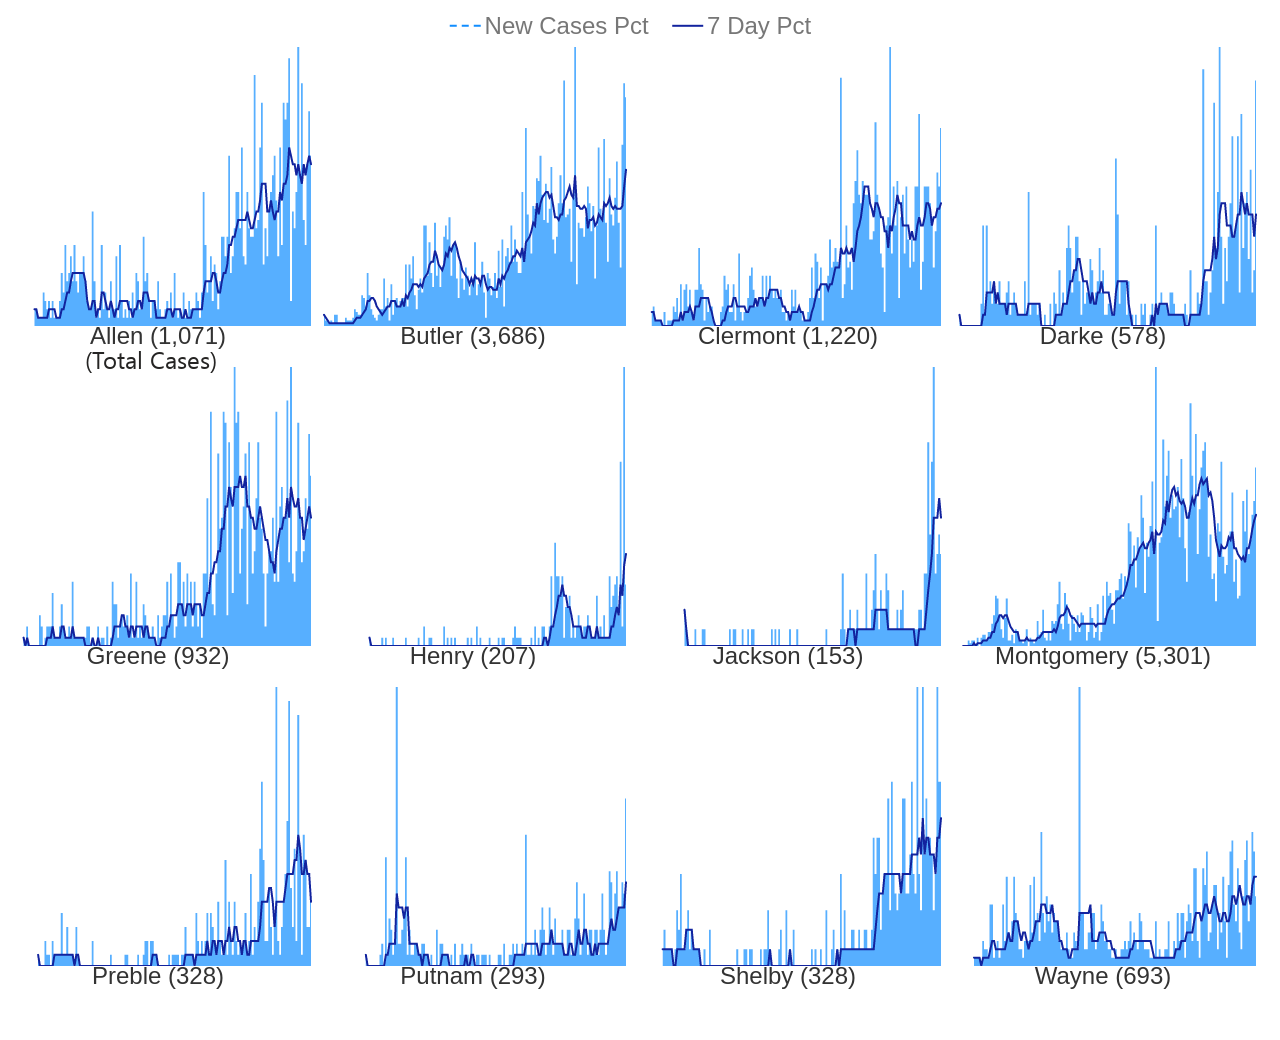 New Cases Pct 7 Day Pct
Allen (1,071) Butler (3,686) Clermont (1,220) Darke (578)
(Total Cases)
Greene (932) Henry (207) Jackson (153) Montgomery (5,301)
Preble (328) Putnam (293) Shelby (328) Wayne (693)